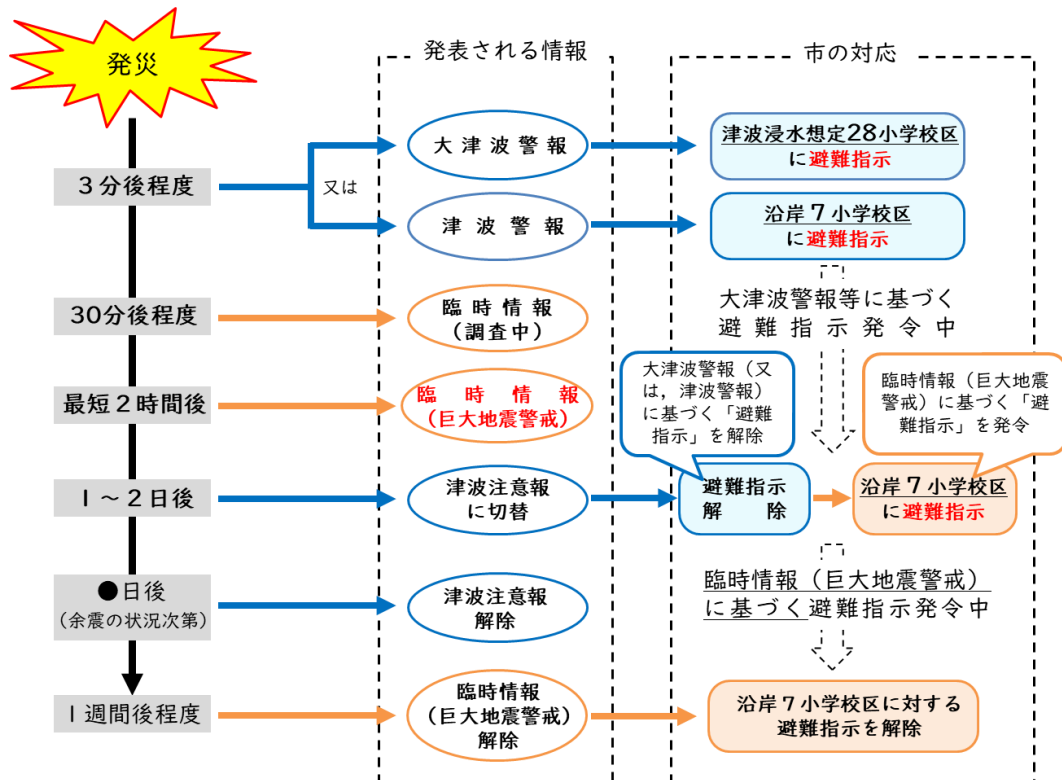 発災
発表される情報
市の対応
3分後程度
又は
大津波警報
津波浸水想定28小学校区
に避難指示
津波警報
沿岸7小学校区
に避難指示
30分後程度
臨時情報
(調査中)
大津波警報等に基づく
避難指示発令中
最短2時間後
臨時情報
(巨大地震警戒)
大津波警報(又
は,津波警報)
に基づく「避難
指示」を解除
臨時情報(巨大地震
警戒)に基づく「避
難指示」を発令
1~2日後
津波注意報
に切替
避難指示
解除
沿岸7小学校区
に避難指示
●日後
(余震の状況次第)
津波注意報
解除
臨時情報(巨大地震警戒)
に基づく避難指示発令中
1週間後程度
臨時情報
(巨大地震警戒)
解除
沿岸7小学校区に対する
避難指示を解除